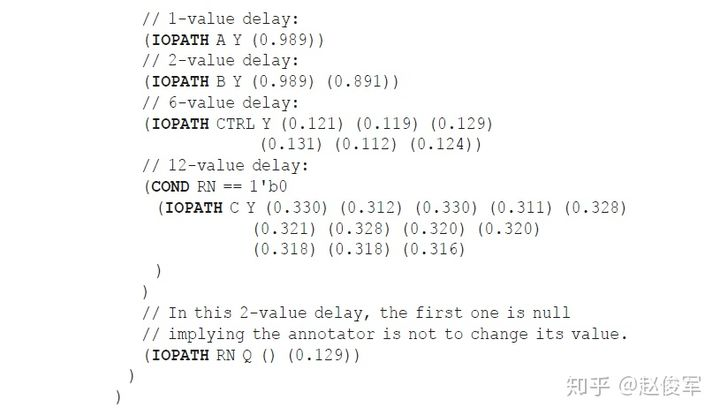 // 1-value delay:
(IOPATH A Y (0.989))
// 2-value delay:
(IOPATH B Y (0.989) (0.891))
// 6-value delay:
(IOPATH CTRL Y (0.121) (0.119) (0.129)
(0.131) (0.112) (0.124))
// 12-value delay:
(COND RN == 1'b0
(IOPATH C Y (0.330) (0.312) (0.330) (0.311) (0.328)
(0.321) (0.328) (0.320) (0.320)
(0.318) (0.318) (0.316)
)
)
// In this 2-value delay, the first one is null
// implying the annotator is not to change its value.
(IOPATH RN Q () (0.129))
)
)
知乎 @赵俊军